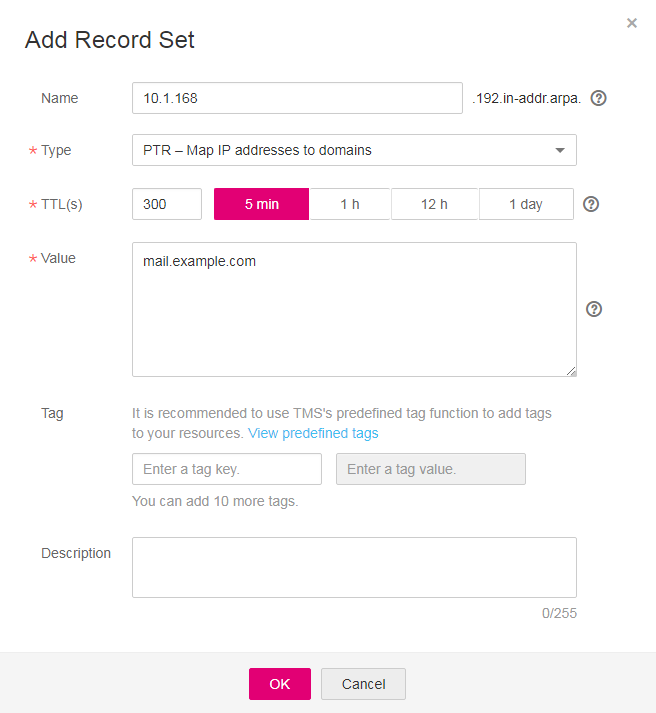 Add Record Set
×
Name 10.1.168 .192.in-addr.arpa. ?
* Type PTR – Map IP addresses to domains
* TTL(s) 300 5 min 1 h 12 h 1 day ?
* Value mail.example.com ?
Tag It is recommended to use TMS's predefined tag function to add tags
to your resources. View predefined tags
Enter a tag key. Enter a tag value.
You can add 10 more tags.
Description
0/255
OK Cancel